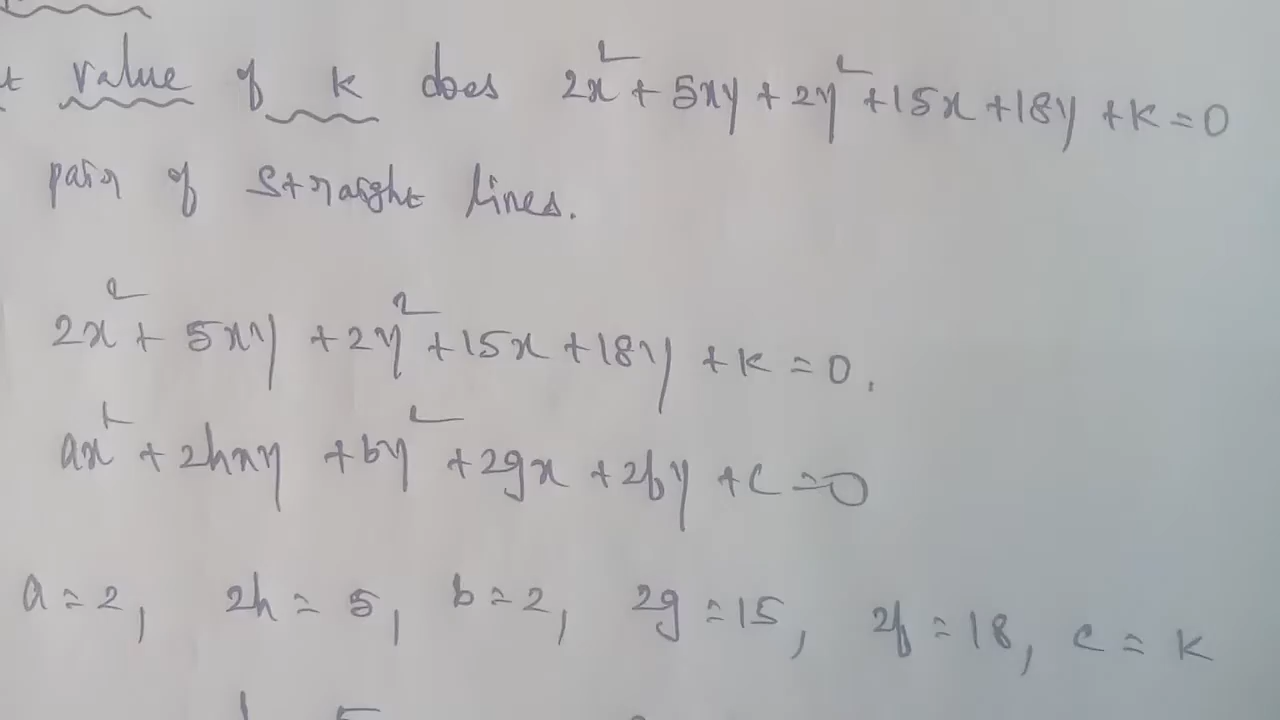 value of k does 2x² + 5xy + 2y² + 15x + 18y + k = 0
pair of straight lines.
2x² + 5xy + 2y² + 15x + 18y + k = 0.
ax² + 2hxy + by² + 2gx + 2fy + c = 0
a = 2, 2h = 5, b = 2, 2g = 15, 2f = 18, c = k